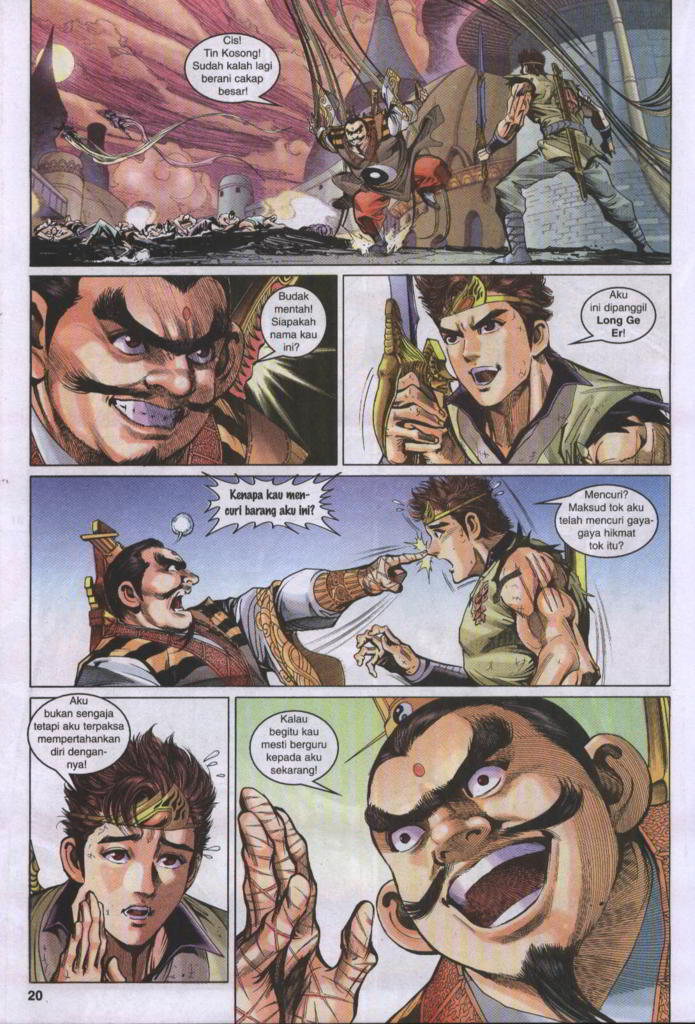 Cis!
Tin Kosong!
Sudah kalah lagi
berani cakap
besar!
Budak
mentah!
Siapakah
nama kau
ini?
Aku
ini dipanggil
Long Ge
Er!
Kenapa kau men-
curi barang aku ini?
Mencuri?
Maksud tok aku
telah mencuri gaya-
gaya hikmat
tok itu?
Aku
bukan sengaja
tetapi aku terpaksa
mempertahankan
diri dengan-
nya!
Kalau
begitu kau
mesti berguru
kepada aku
sekarang!
20